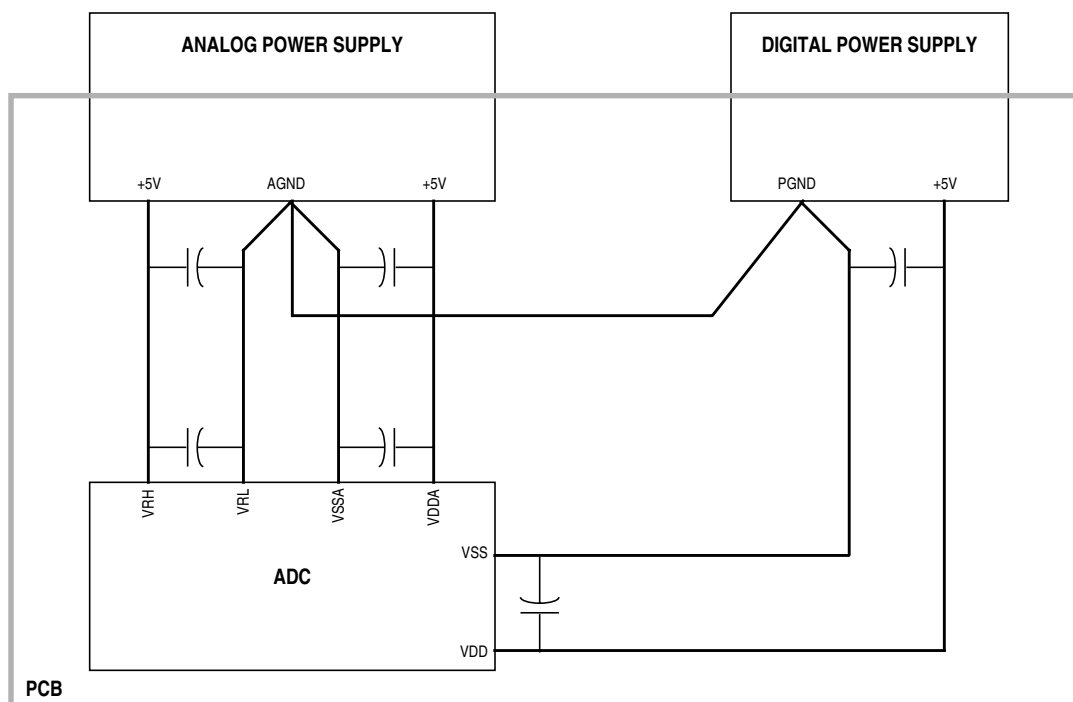 ANALOG POWER SUPPLY
DIGITAL POWER SUPPLY
+5V
AGND
+5V
PGND
+5V
VRH
VRL
VSSA
VDDA
VSS
ADC
VDD
PCB